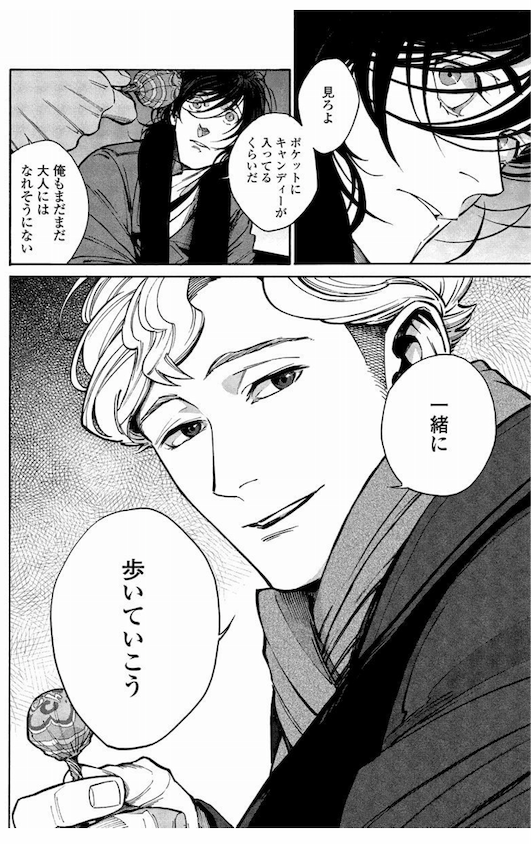 見ろよ
ポケットに
キャンディーが
入ってる
くらいだ
俺もまだまだ
大人には
なれそうにない
一緒に
歩いていこう